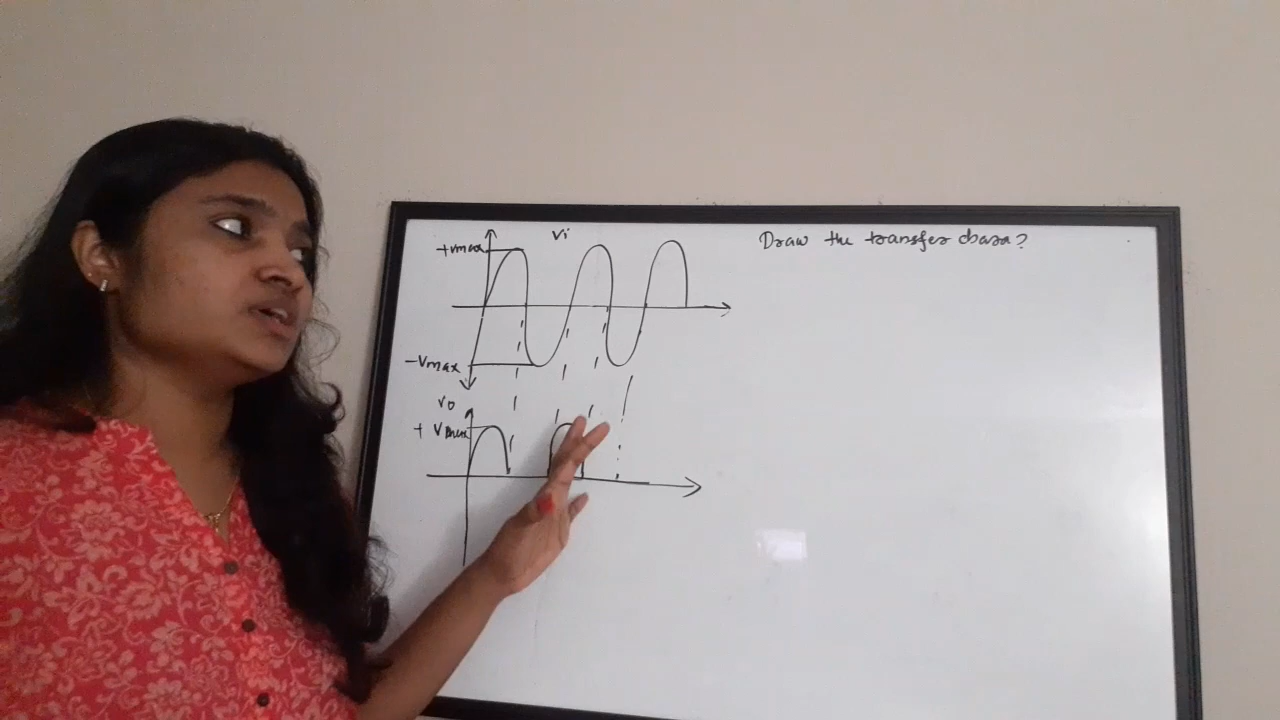 Vi
Draw the transfer chara?
+Vmax
-Vmax
Vo
+ Vmax